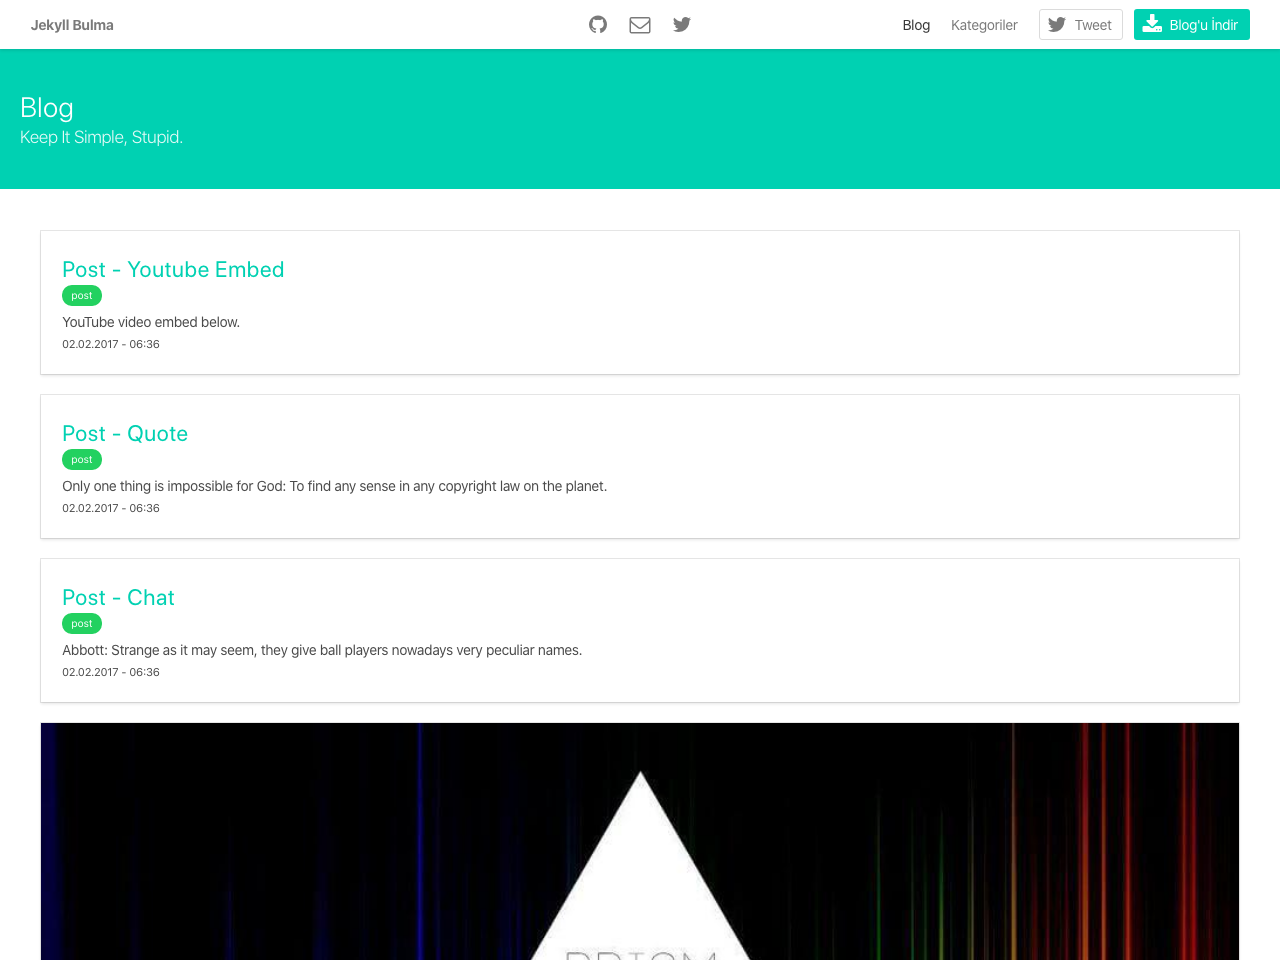 Jekyll Bulma
Blog
Kategoriler
Tweet
Blog'u İndir
Blog
Keep It Simple, Stupid.
Post - Youtube Embed
post
YouTube video embed below.
02.02.2017 - 06:36
Post - Quote
post
Only one thing is impossible for God: To find any sense in any copyright law on the planet.
02.02.2017 - 06:36
Post - Chat
post
Abbott: Strange as it may seem, they give ball players nowadays very peculiar names.
02.02.2017 - 06:36
PRISM